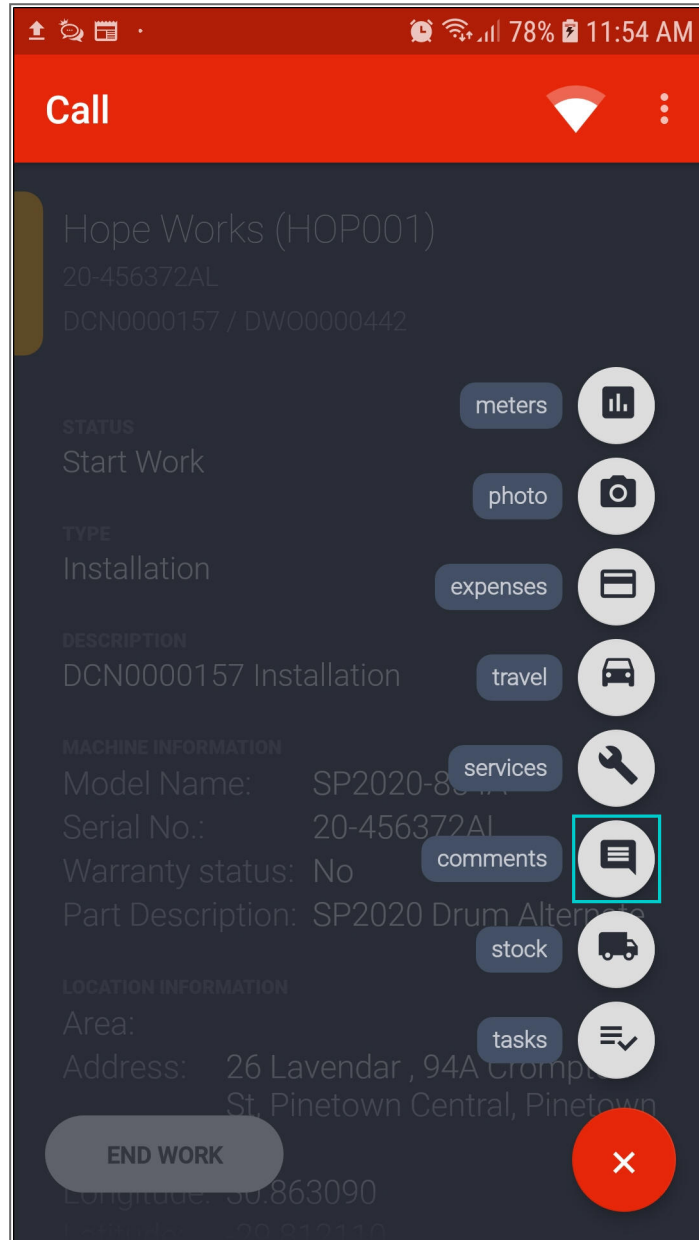 78% 11:54 AM
Call
Hope Works (HOP001)
20-456372AL
DCN0000157 / DWO0000442
meters
STATUS
Start Work
photo
TYPE
Installation
expenses
DESCRIPTION
DCN0000157 Installation
travel
MACHINE INFORMATION
services
Model Name:
Serial No.: 20-456372AL
comments
Warranty status: No
Part Description: SP2020 Drum Alternate
stock
LOCATION INFORMATION
Area:
tasks
Address: 26 Lavendar , 94A
St, Pinetown Central, Pinetown
END WORK
Longitude: 30.863090